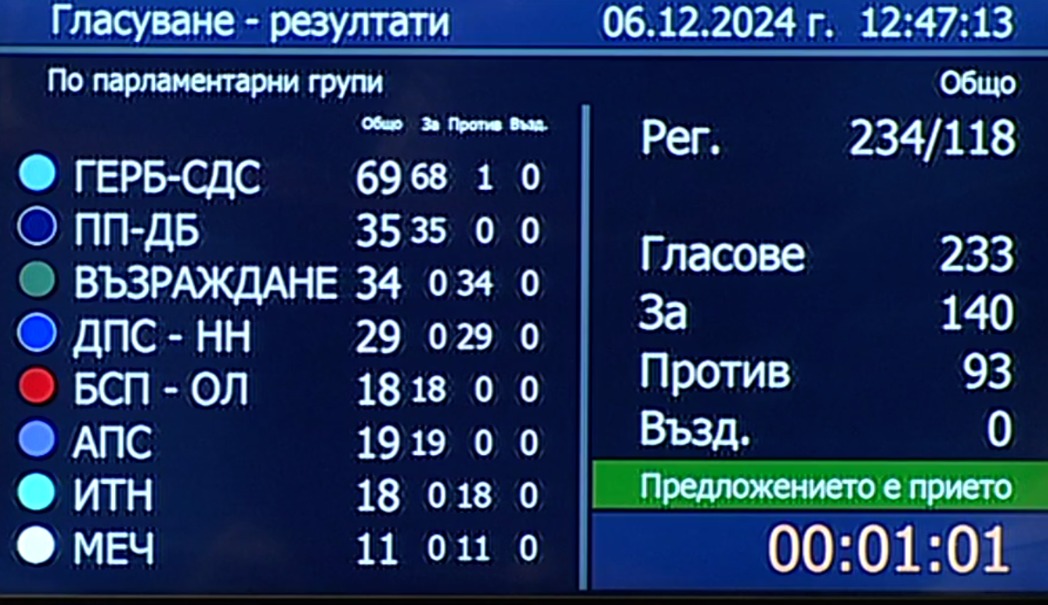 Гласуване - резултати 06.12.2024 г. 12:47:13
По парламентарни групи
Общо За Против Възд.
ГЕРБ-СДС 69 68 1 0
ПП-ДБ 35 35 0 0
ВЪЗРАЖДАНЕ 34 0 34 0
ДПС - НН 29 0 29 0
БСП - ОЛ 18 18 0 0
АПС 19 19 0 0
ИТН 18 0 18 0
МЕЧ 11 0 11 0
Общо
Рег. 234/118
Гласове 233
За 140
Против 93
Възд. 0
Предложението е прието
00:01:01